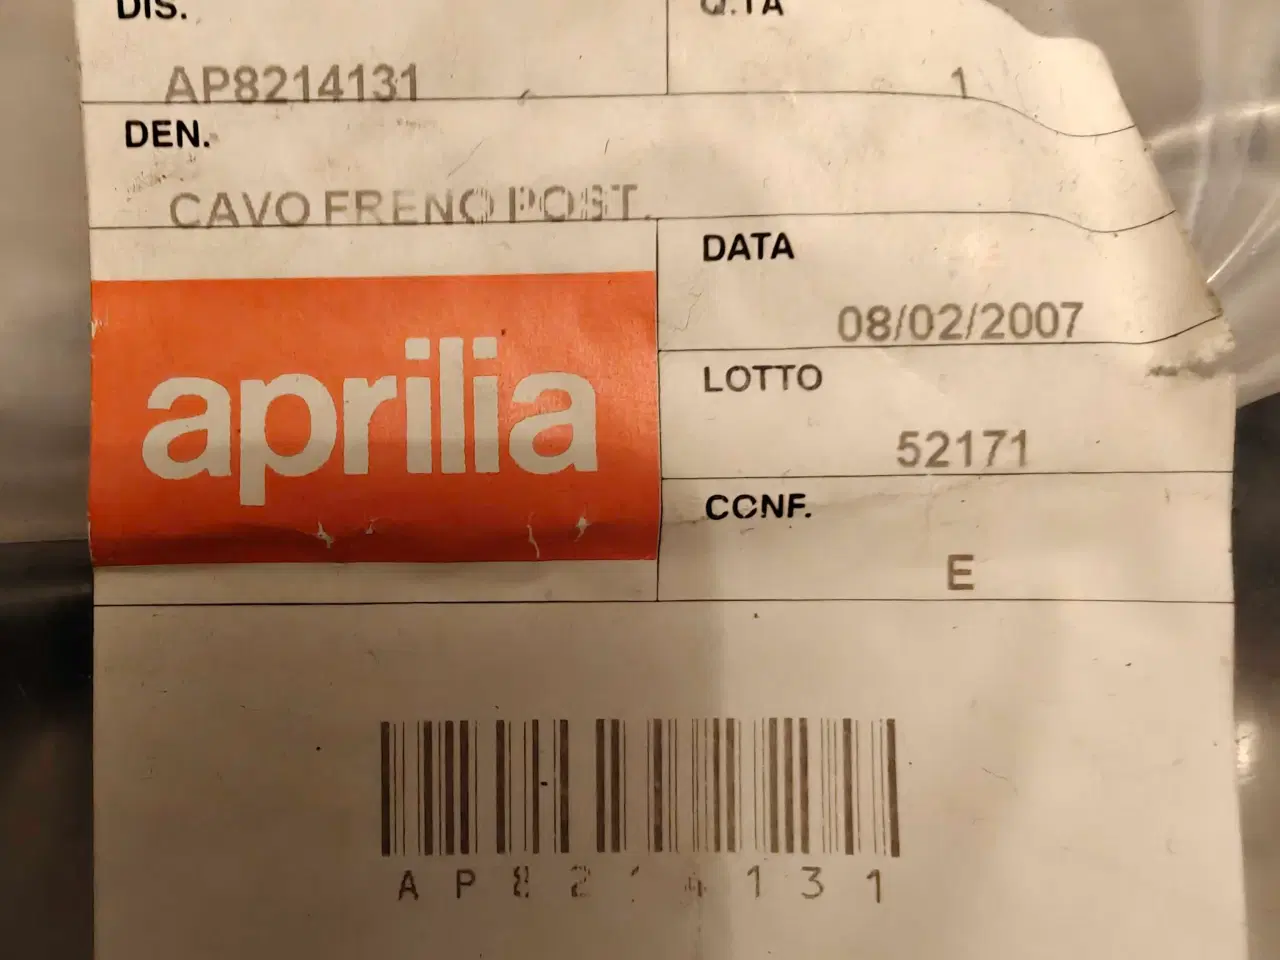 DIS.
Q.TA
AP8214131
1
DEN.
CAVO FRENO POST.
DATA
08/02/2007
aprilia
LOTTO
52171
CONF.
E
AP8214131